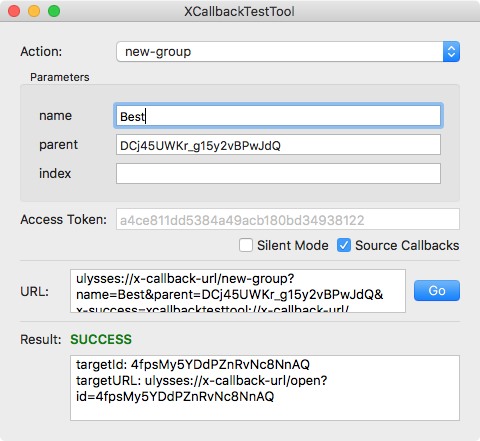 XCallbackTestTool
Action: new-group
Parameters
name Best
parent DCj45UWKr_g15y2vBPwJdQ
index
Access Token: a4ce811dd5384a49acb180bd34938122
Silent Mode Source Callbacks
ulysses://x-callback-url/new-group?
URL: name=Best&parent=DCj45UWKr_g15y2vBPwJdQ& Go
x-success=xcallbacktesttool://x-callback-url/
Result: SUCCESS
targetId: 4fpsMy5YDdPZnRvNc8NnAQ
targetURL: ulysses://x-callback-url/open?
id=4fpsMy5YDdPZnRvNc8NnAQ